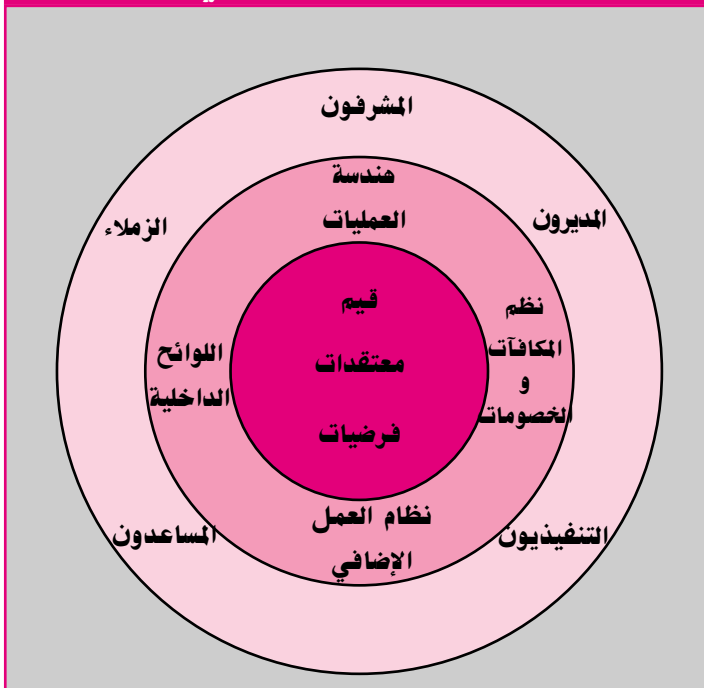 المشرفون
هندسة
العمليات
المديرون
الزملاء
قيم
معتقدات
فرضيات
نظم
المكافآت
و
الخصومات
اللوائح
الداخلية
نظام العمل
الإضافي
التنفيذيون
المساعدون